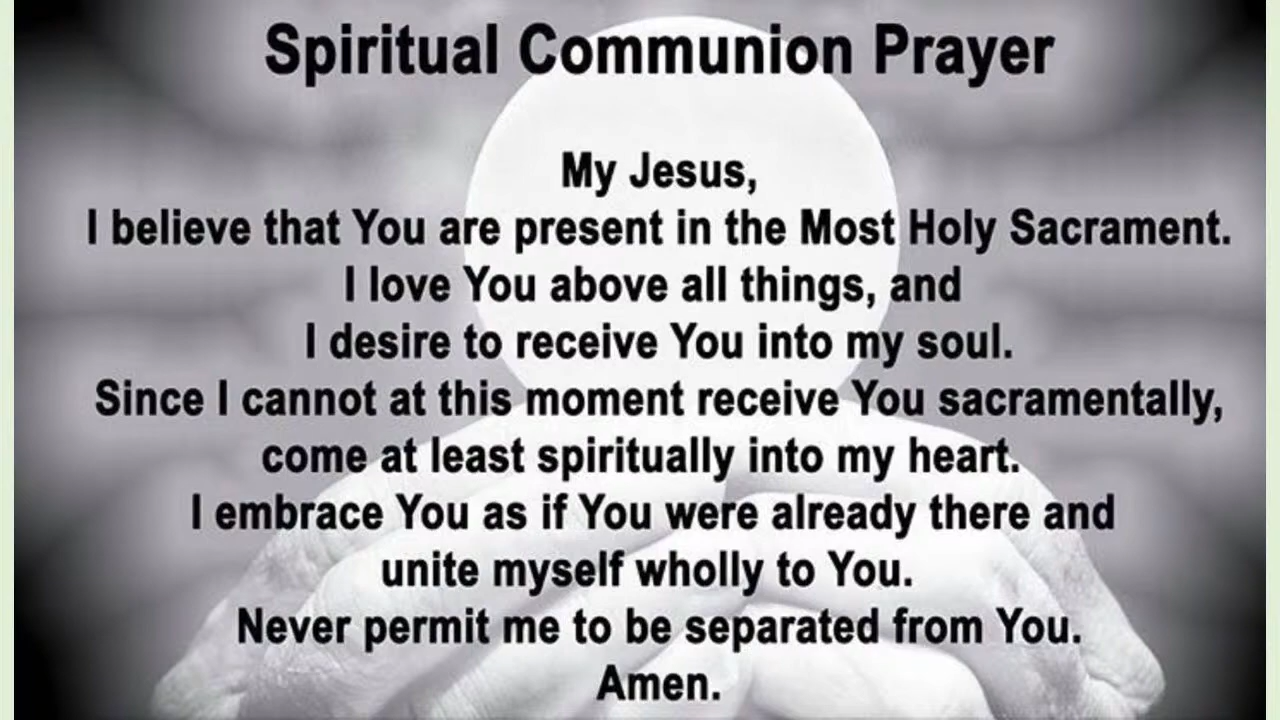 Spiritual Communion Prayer
My Jesus,
I believe that You are present in the Most Holy Sacrament.
I love You above all things, and
I desire to receive You into my soul.
Since I cannot at this moment receive You sacramentally,
come at least spiritually into my heart.
I embrace You as if You were already there and
unite myself wholly to You.
Never permit me to be separated from You.
Amen.